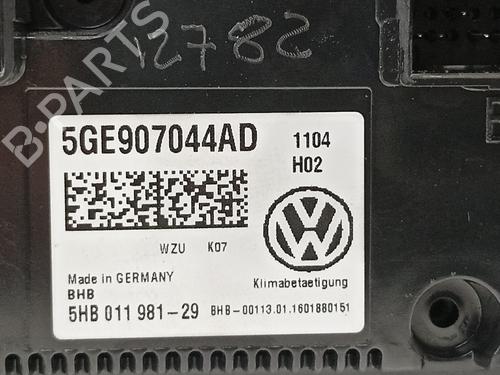 12782
B-PARTS
5GE907044AD
1104
H02
WZU K07
Made in GERMANY
BHB
Klimabetaetigung
5HB 011 981-29
BHB-00113.01.1601880151